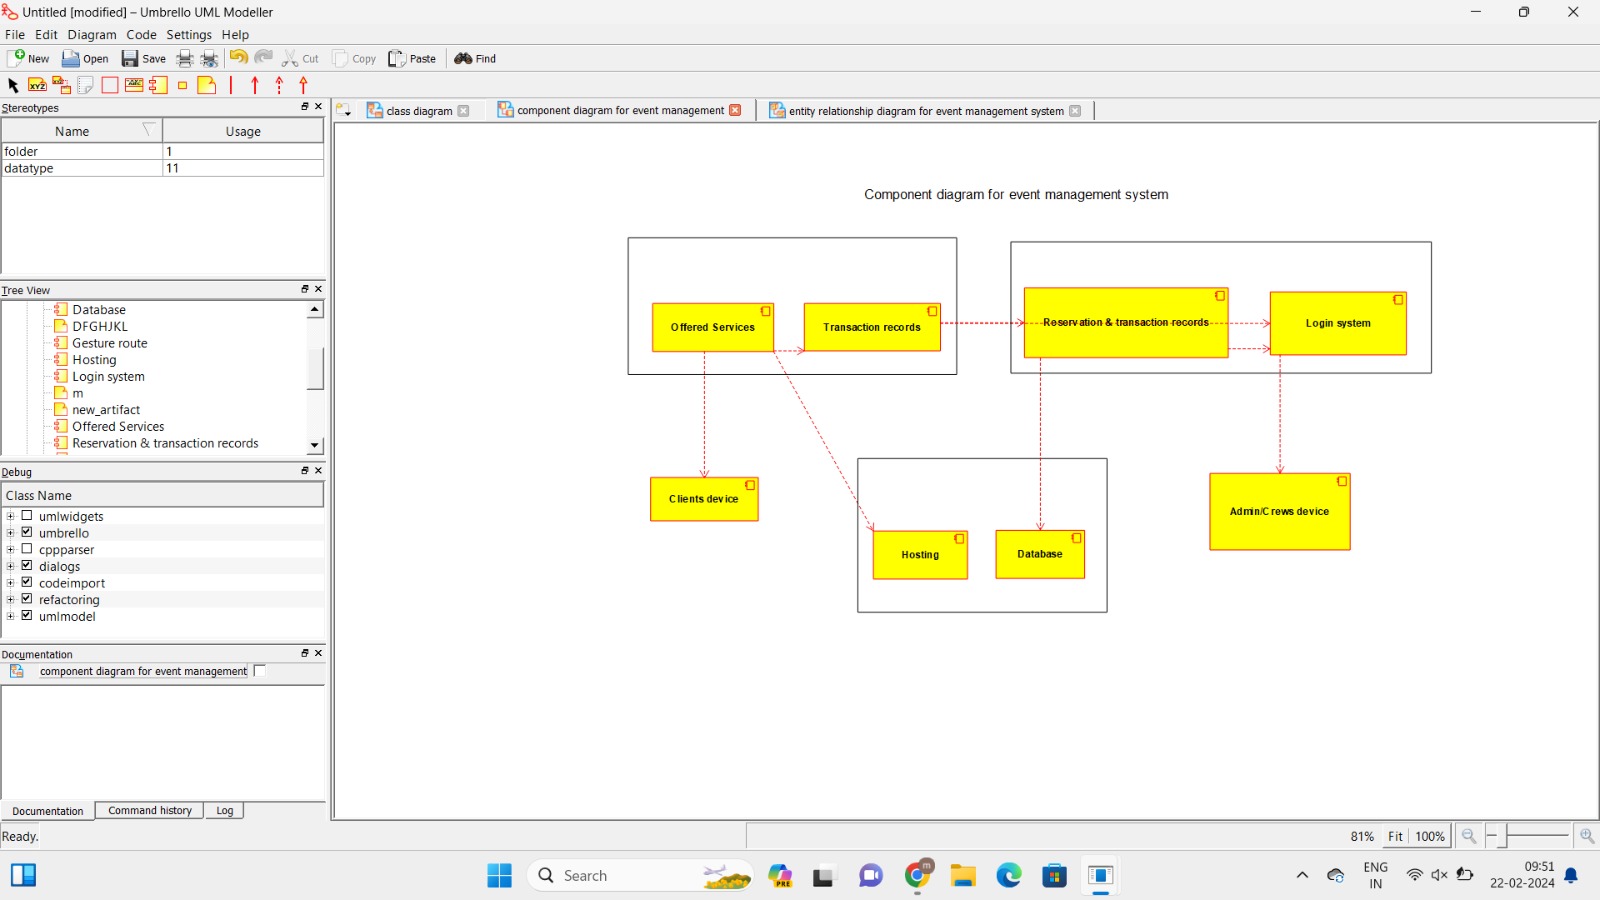 Untitled [modified] – Umbrello UML Modeller
File Edit Diagram Code Settings Help
New Open Save Cut Copy Paste Find
XYZ
Stereotypes
Name Usage
folder 1
datatype 11
class diagram component diagram for event management entity relationship diagram for event management system
Tree View
Database
DFGHJKL
Gesture route
Hosting
Login system
m
new_artifact
Offered Services
Reservation & transaction records
Debug
Class Name
umlwidgets
umbrello
cppparser
dialogs
codeimport
refactoring
umlmodel
Documentation
component diagram for event management
Documentation Command history Log
Component diagram for event management system
Offered Services
Transaction records
Reservation & transaction records
Login system
Clients device
Hosting
Database
Admin/Crews device
Ready.
81% Fit 100%
Search
PRE
m
ENG
IN
09:51
22-02-2024